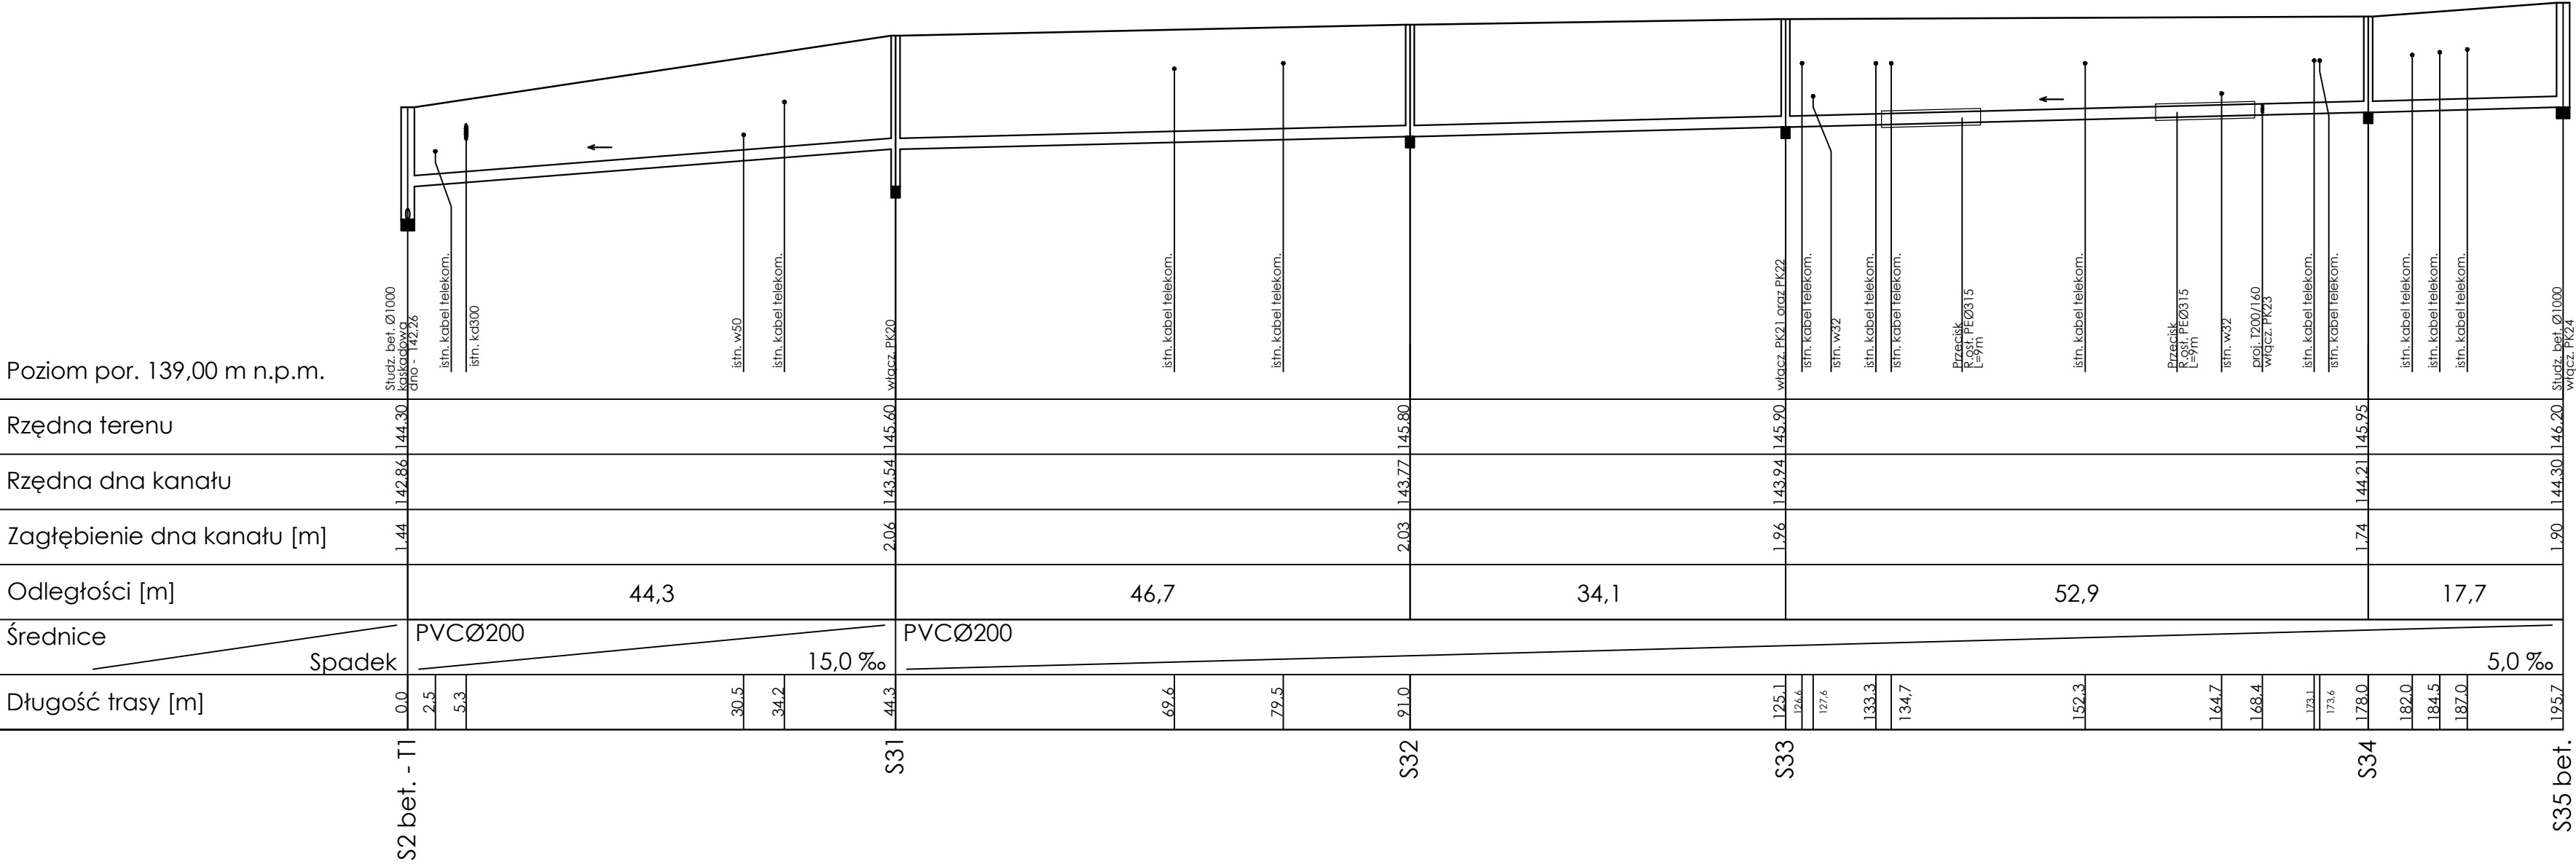 Studz. bet. Ø1000
kaskadowa
dno - 142,26
istn. kabel telekom.
istn. kd300
istn. w50
istn. kabel telekom.
włącz. PK20
istn. kabel telekom.
istn. kabel telekom.
włącz. PK21 oraz PK22
istn. kabel telekom.
istn. w32
istn. kabel telekom.
istn. kabel telekom.
Przecisk
R.ost. PEØ315
L=9m
istn. kabel telekom.
Przecisk
R.ost. PEØ315
L=9m
istn. w32
proj. T200/160
włącz. PK23
istn. kabel telekom.
istn. kabel telekom.
istn. kabel telekom.
istn. kabel telekom.
istn. kabel telekom.
Studz. bet. Ø1000
włącz. PK24
Poziom por. 139,00 m n.p.m.
Rzędna terenu 144,30 145,60 145,80 145,90 145,95 146,20
Rzędna dna kanału 142,86 143,54 143,77 143,94 144,21 144,30
Zagłębienie dna kanału [m] 1,44 2,06 2,03 1,96 1,74 1,90
Odległości [m] 44,3 46,7 34,1 52,9 17,7
Średnice PVCØ200 PVCØ200
Spadek 15,0 ‰ 5,0 ‰
Długość trasy [m] 0,0 2,5 5,3 30,5 34,2 44,3 69,6 79,5 91,0 125,1 126,6 127,6 133,3 134,7 152,3 164,7 168,4 173,1 173,6 178,0 182,0 184,5 187,0 195,7
S2 bet. - T1 S31 S32 S33 S34 S35 bet.